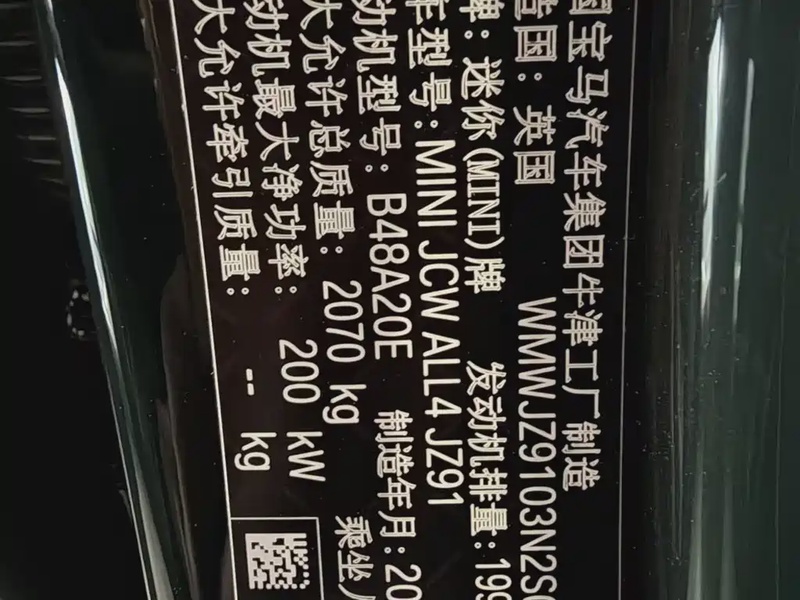 国宝马汽车集团牛津工厂制造
造国: 英国 WMWJZ9103N2S
牌: 迷你(MINI)牌 发动机排量: 199
车型号: MINI JCW ALL4 JZ91
动机型号: B48A20E 制造年月: 20
大允许总质量: 2070 kg 乘坐人
动机最大净功率: 200 kW
大允许牵引质量: -- kg